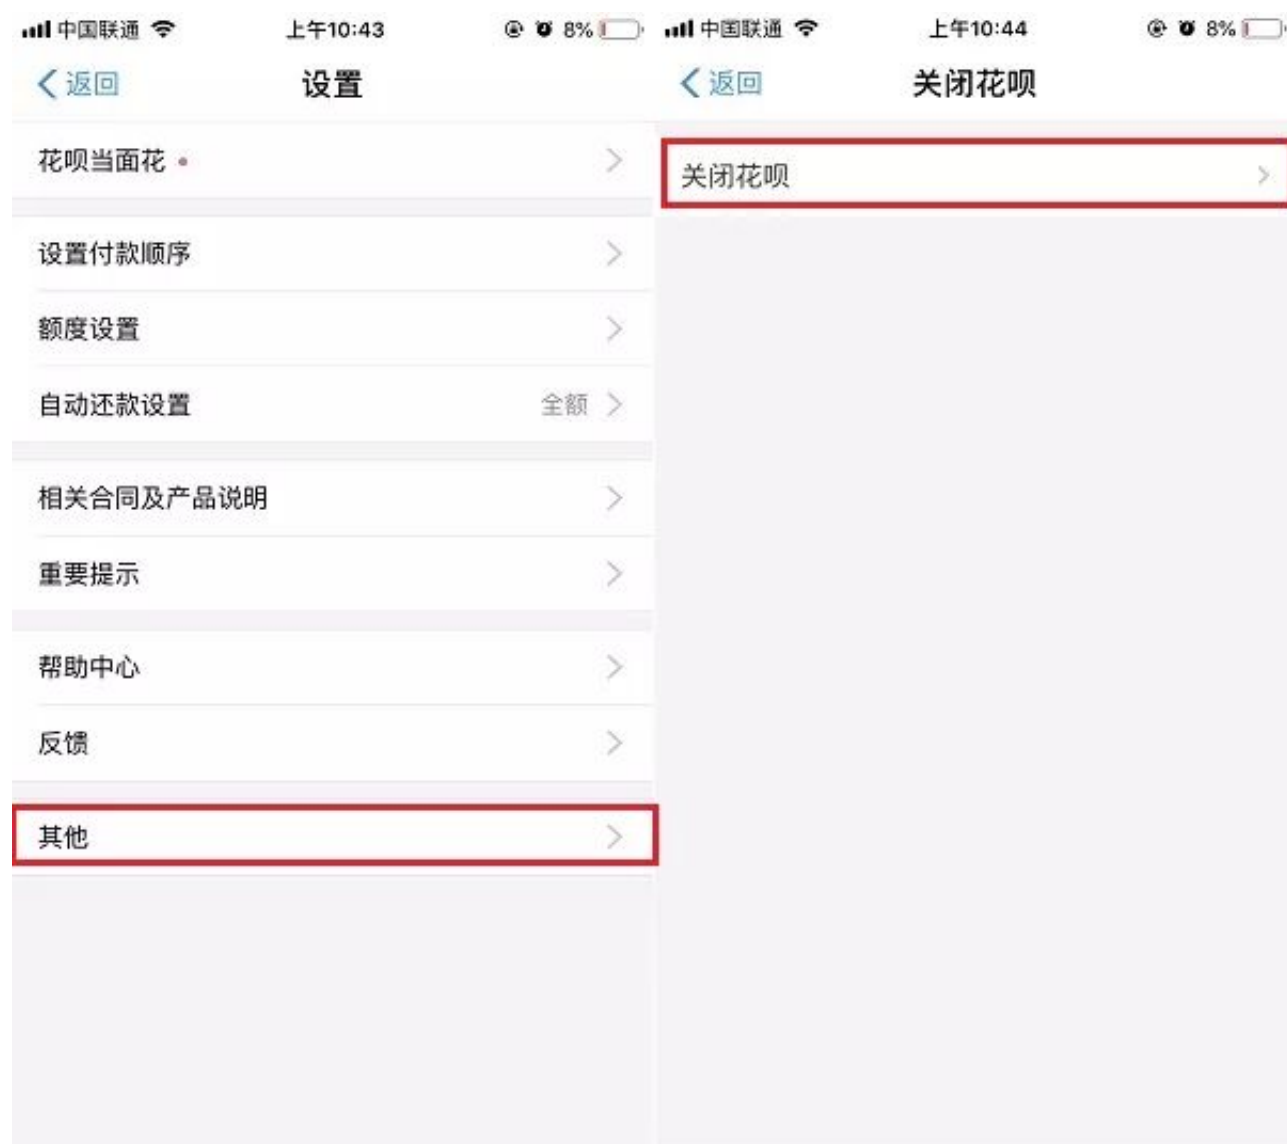 中国联通 上午10:43 8%
返回 设置
花呗当面花
设置付款顺序
额度设置
自动还款设置 全额
相关合同及产品说明
重要提示
帮助中心
反馈
其他
中国联通 上午10:44 8%
返回 关闭花呗
关闭花呗